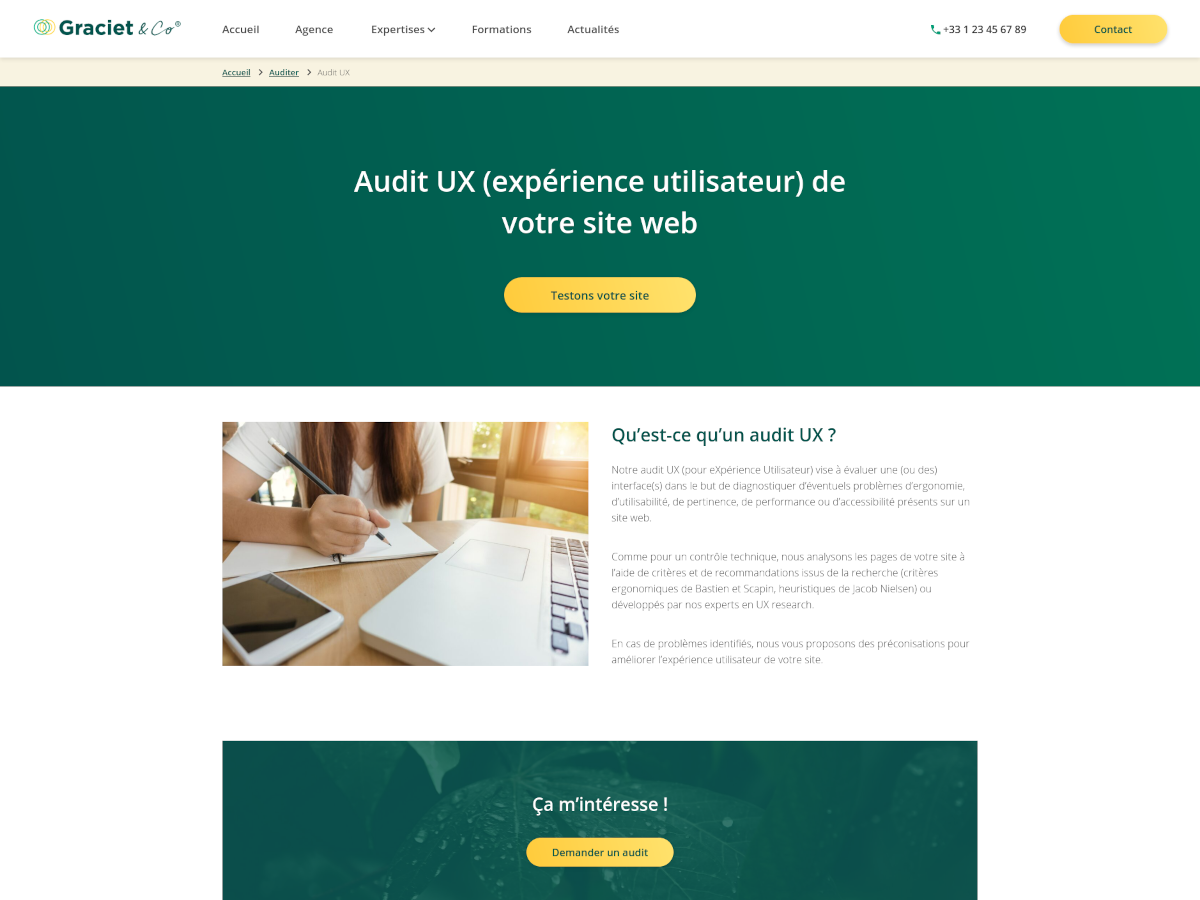 Graciet & Co®
Accueil
Agence
Expertises
Formations
Actualités
+33 1 23 45 67 89
Contact
Accueil
Auditer
Audit UX
Audit UX (expérience utilisateur) de
votre site web
Testons votre site
Qu’est-ce qu’un audit UX ?
Notre audit UX (pour eXpérience Utilisateur) vise à évaluer une (ou des)
interface(s) dans le but de diagnostiquer d’éventuels problèmes d’ergonomie,
d’utilisabilité, de pertinence, de performance ou d’accessibilité présents sur un
site web.
Comme pour un contrôle technique, nous analysons les pages de votre site à
l’aide de critères et de recommandations issus de la recherche (critères
ergonomiques de Bastien et Scapin, heuristiques de Jacob Nielsen) ou
développés par nos experts en UX research.
En cas de problèmes identifiés, nous vous proposons des préconisations pour
améliorer l’expérience utilisateur de votre site.
Ça m’intéresse !
Demander un audit